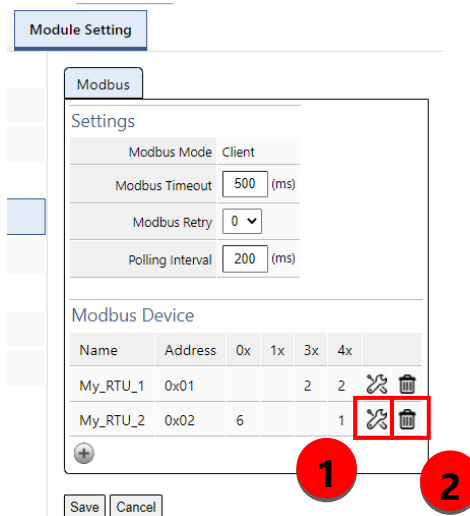 Module Setting
Modbus
Settings
Modbus Mode Client
Modbus Timeout 500 (ms)
Modbus Retry 0
Polling Interval 200 (ms)
Modbus Device
Name Address 0x 1x 3x 4x
My_RTU_1 0x01 2 2
My_RTU_2 0x02 6 1
1
2
Save Cancel